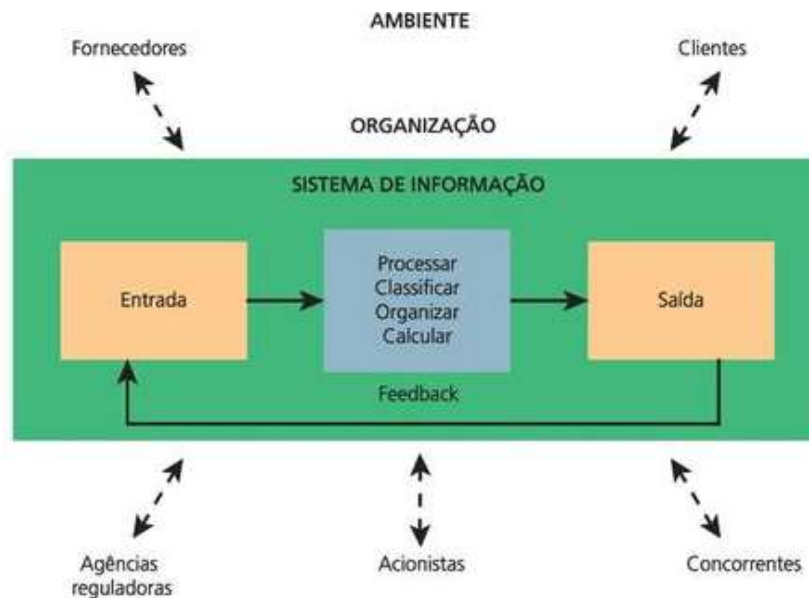 AMBIENTE
Fornecedores
Clientes
ORGANIZAÇÃO
SISTEMA DE INFORMAÇÃO
Entrada
Processar
Classificar
Organizar
Calcular
Saída
Feedback
Agências
reguladoras
Acionistas
Concorrentes